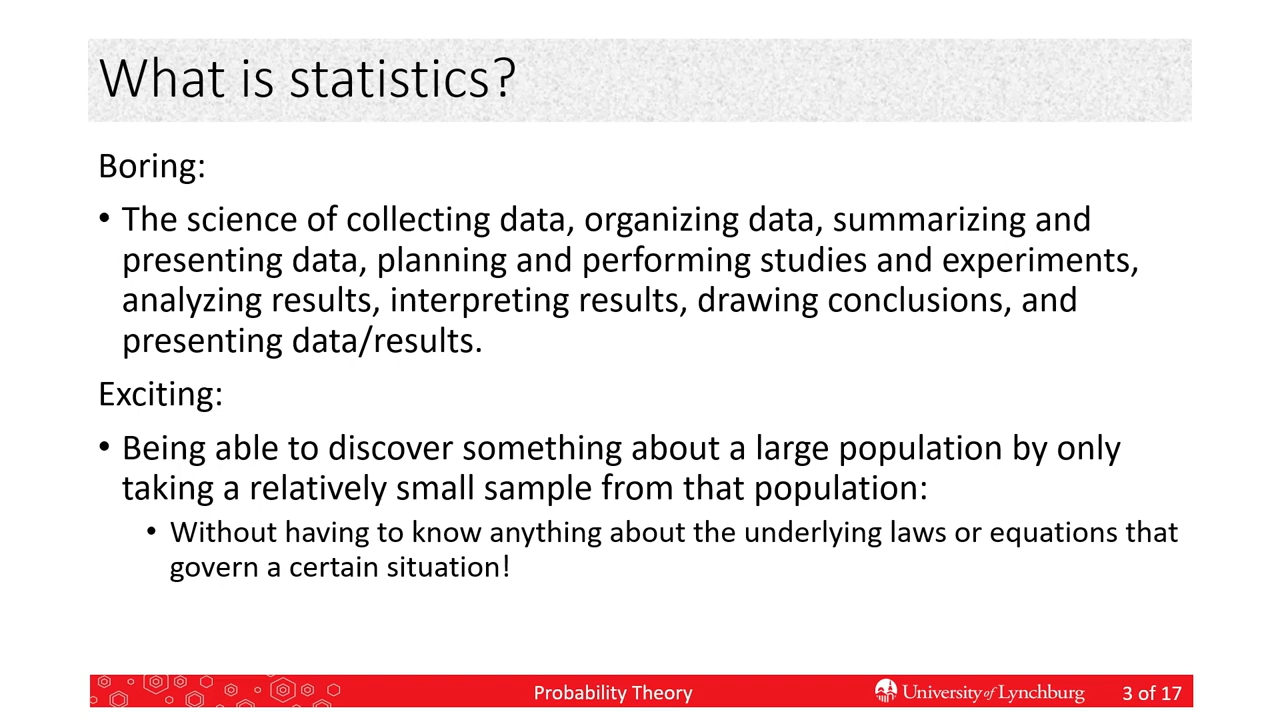 What is statistics?
Boring:
• The science of collecting data, organizing data, summarizing and
presenting data, planning and performing studies and experiments,
analyzing results, interpreting results, drawing conclusions, and
presenting data/results.
Exciting:
• Being able to discover something about a large population by only
taking a relatively small sample from that population:
• Without having to know anything about the underlying laws or equations that
govern a certain situation!
Probability Theory
University of Lynchburg
3 of 17